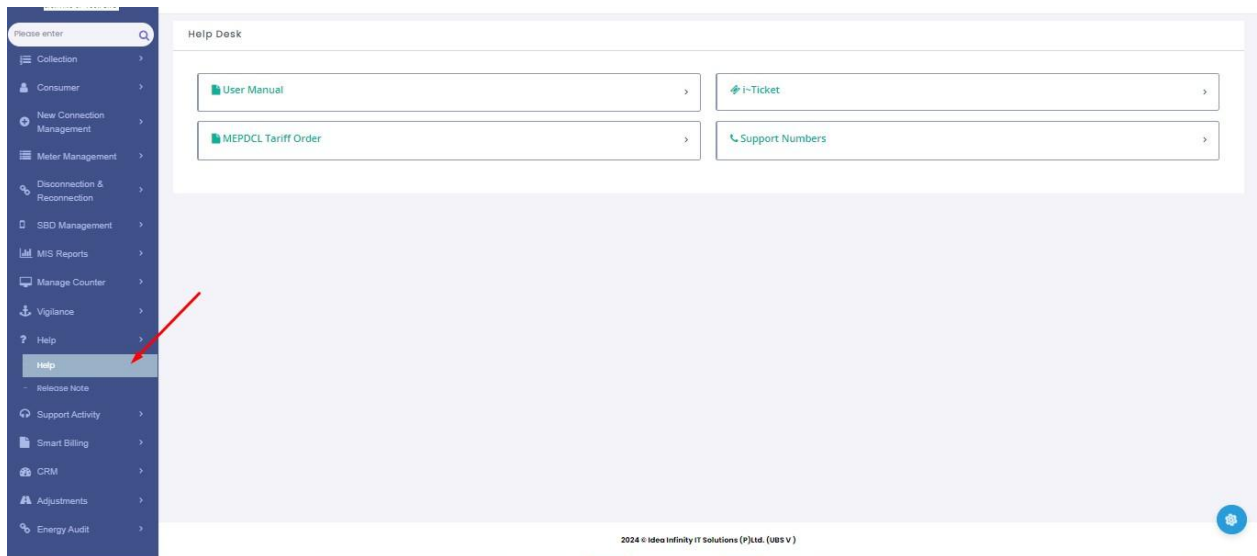 Please enter
Collection
Consumer
New Connection
Management
Meter Management
Disconnection &
Reconnection
SBD Management
MIS Reports
Manage Counter
Vigilance
? Help
Help
- Release Note
Support Activity
Smart Billing
CRM
Adjustments
Energy Audit
Help Desk
User Manual
i~Ticket
MEPDCL Tariff Order
Support Numbers
2024 © Idea Infinity IT Solutions (P)Ltd. (UBS V )